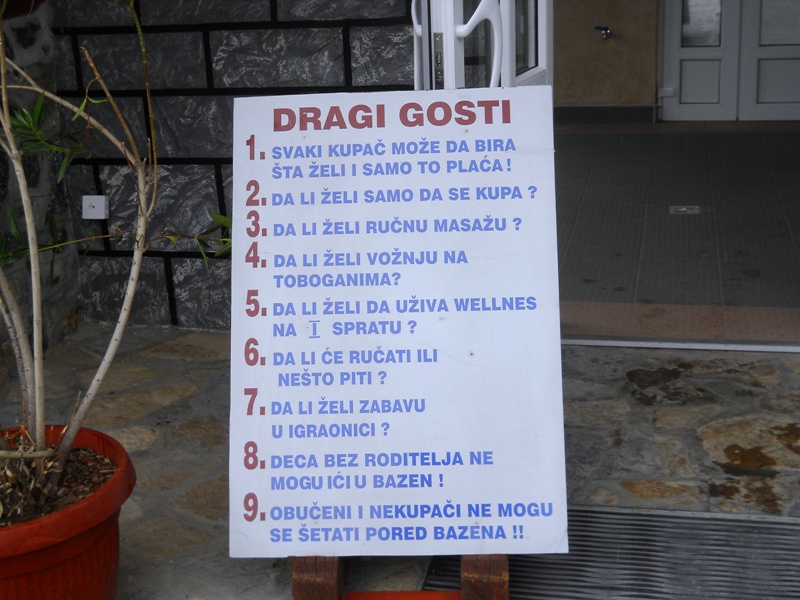 DRAGI GOSTI
1. SVAKI KUPAČ MOŽE DA BIRA
ŠTA ŽELI I SAMO TO PLAĆA!
2. DA LI ŽELI SAMO DA SE KUPA ?
3. DA LI ŽELI RUČNU MASAŽU ?
4. DA LI ŽELI VOŽNJU NA
TOBOGANIMA?
5. DA LI ŽELI DA UŽIVA WELLNES
NA I SPRATU ?
6. DA LI ĆE RUČATI ILI
NEŠTO PITI ?
7. DA LI ŽELI ZABAVU
U IGRAONICI ?
8. DECA BEZ RODITELJA NE
MOGU IĆI U BAZEN !
9. OBUČENI I NEKUPAČI NE MOGU
SE ŠETATI PORED BAZENA !!